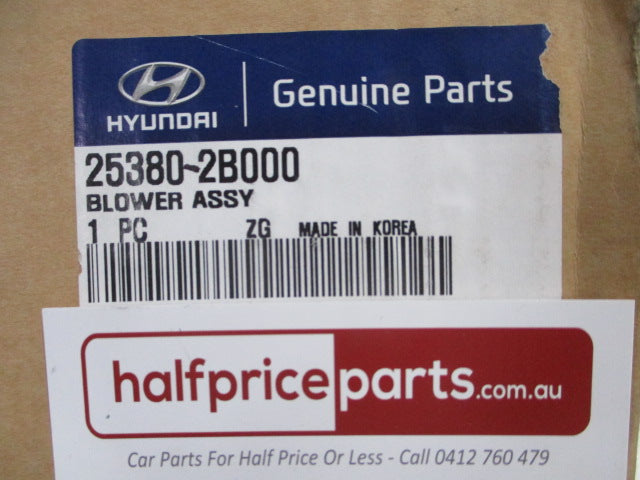 HYUNDAI
Genuine Parts
25380-2B000
BLOWER ASSY
1 PC ZG MADE IN KOREA
halfpriceparts.com.au
Car Parts For Half Price Or Less - Call 0412 760 479